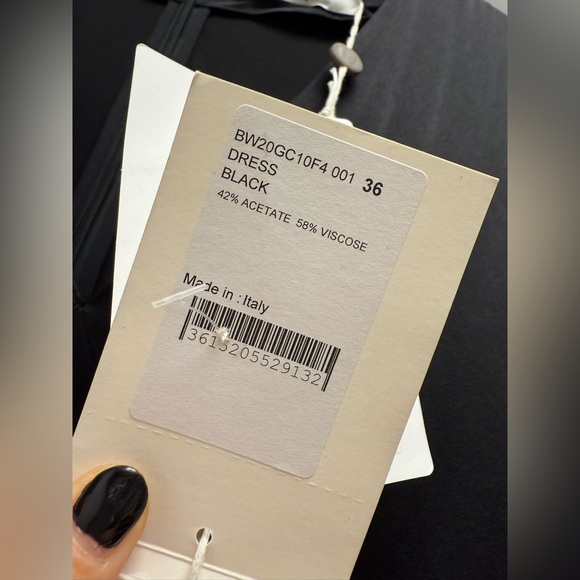 BW20GC10F4 001 36
DRESS
BLACK
42% ACETATE 58% VISCOSE
Made in : Italy
3615205529132